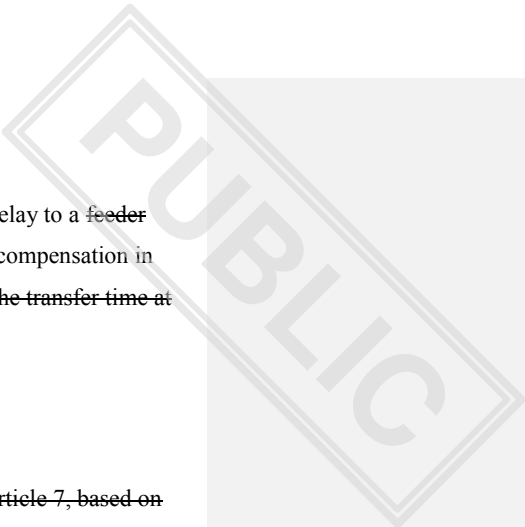 elay to a feeder
compensation in
he transfer time at
rticle 7, based on
PUBLIC